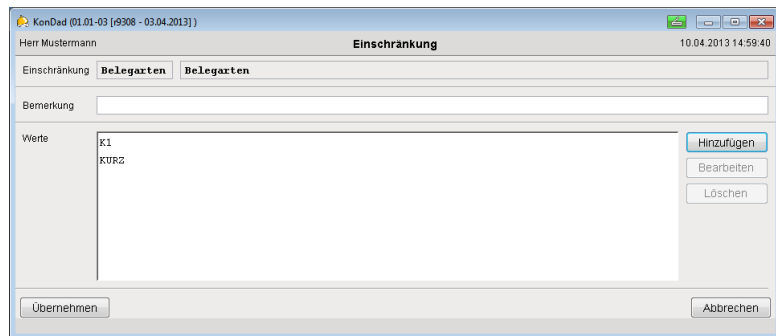 KonDad (01.01-03 [r9308 - 03.04.2013] )
Herr Mustermann Einschränkung 10.04.2013 14:59:40
Einschränkung Belegarten Belegarten
Bemerkung
Werte
K1
KURZ
Hinzufügen
Bearbeiten
Löschen
Übernehmen Abbrechen